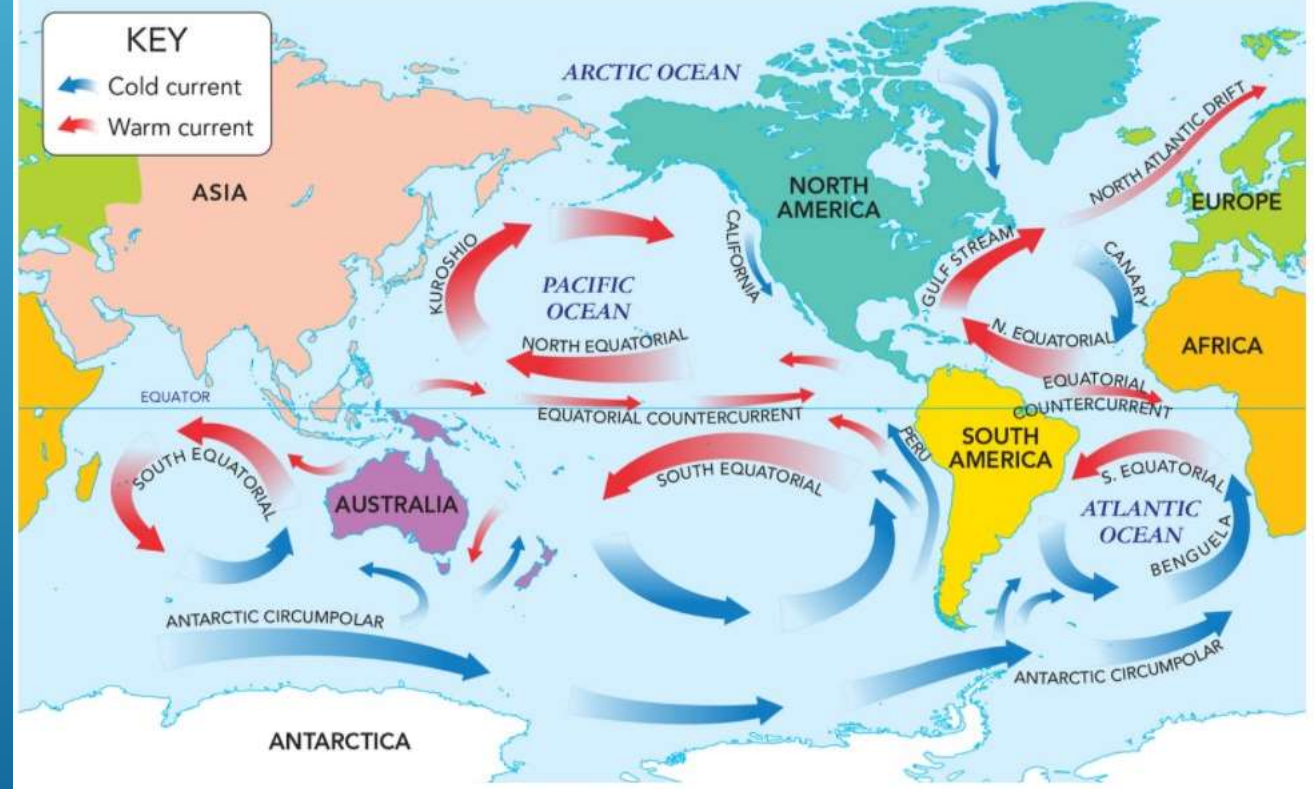 KEY
Cold current
Warm current
ARCTIC OCEAN
ASIA
NORTH
AMERICA
NORTH ATLANTIC DRIFT
EUROPE
KUROSHIO
CALIFORNIA
GULF STREAM
CANARY
PACIFIC
OCEAN
NORTH EQUATORIAL
N. EQUATORIAL
AFRICA
EQUATOR
EQUATORIAL COUNTERCURRENT
EQUATORIAL
COUNTERCURRENT
SOUTH EQUATORIAL
AUSTRALIA
SOUTH EQUATORIAL
PERU
SOUTH
AMERICA
S. EQUATORIAL
ATLANTIC
OCEAN
BENGUELA
ANTARCTIC CIRCUMPOLAR
ANTARCTIC CIRCUMPOLAR
ANTARCTICA